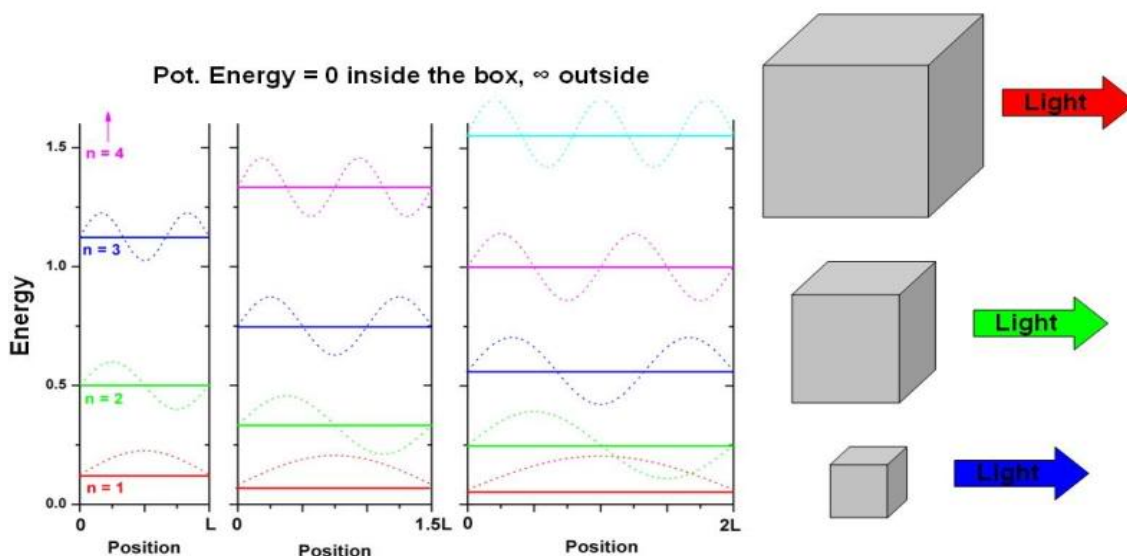 Pot. Energy = 0 inside the box, ∞ outside
Energy
1.5
1.0
0.5
0.0
n = 4
n = 3
n = 2
n = 1
0 L
Position
0 1.5L
Position
0 2L
Position
Light
Light
Light